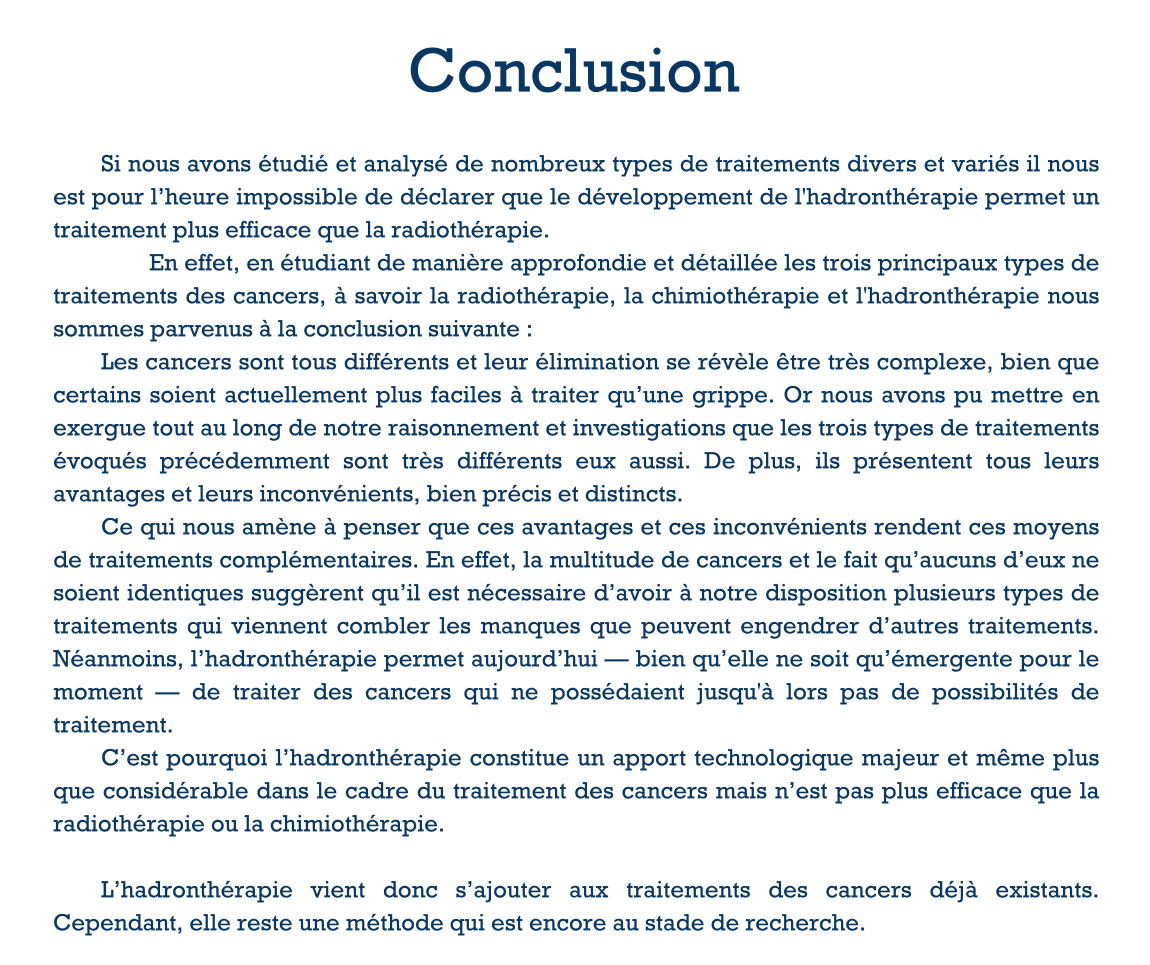 Conclusion
Si nous avons étudié et analysé de nombreux types de traitements divers et variés il nous
est pour l’heure impossible de déclarer que le développement de l'hadronthérapie permet un
traitement plus efficace que la radiothérapie.
En effet, en étudiant de manière approfondie et détaillée les trois principaux types de
traitements des cancers, à savoir la radiothérapie, la chimiothérapie et l'hadronthérapie nous
sommes parvenus à la conclusion suivante :
Les cancers sont tous différents et leur élimination se révèle être très complexe, bien que
certains soient actuellement plus faciles à traiter qu’une grippe. Or nous avons pu mettre en
exergue tout au long de notre raisonnement et investigations que les trois types de traitements
évoqués précédemment sont très différents eux aussi. De plus, ils présentent tous leurs
avantages et leurs inconvénients, bien précis et distincts.
Ce qui nous amène à penser que ces avantages et ces inconvénients rendent ces moyens
de traitements complémentaires. En effet, la multitude de cancers et le fait qu’aucuns d’eux ne
soient identiques suggèrent qu’il est nécessaire d’avoir à notre disposition plusieurs types de
traitements qui viennent combler les manques que peuvent engendrer d’autres traitements.
Néanmoins, l’hadronthérapie permet aujourd’hui — bien qu’elle ne soit qu’émergente pour le
moment — de traiter des cancers qui ne possédaient jusqu'à lors pas de possibilités de
traitement.
C’est pourquoi l’hadronthérapie constitue un apport technologique majeur et même plus
que considérable dans le cadre du traitement des cancers mais n’est pas plus efficace que la
radiothérapie ou la chimiothérapie.
L’hadronthérapie vient donc s’ajouter aux traitements des cancers déjà existants.
Cependant, elle reste une méthode qui est encore au stade de recherche.